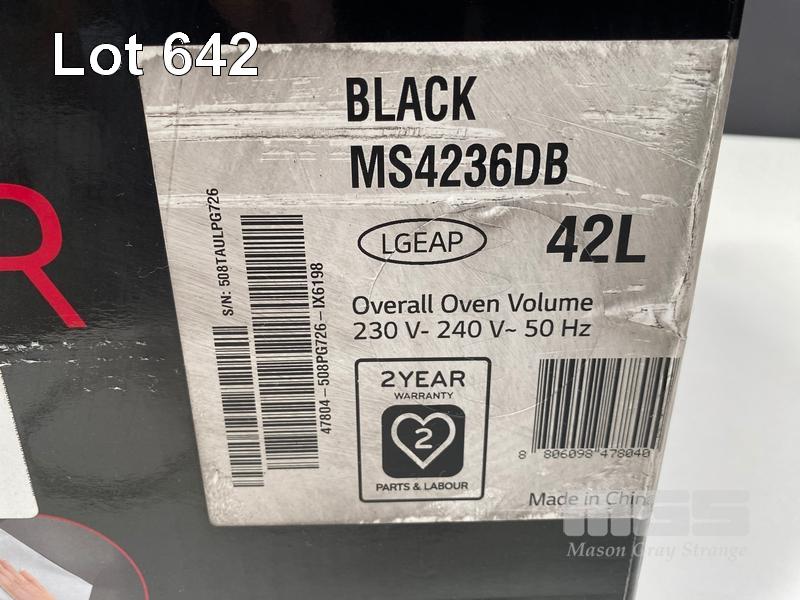 Lot 642
BLACK
MS4236DB
LGEAP
42L
Overall Oven Volume
230 V- 240 V~ 50 Hz
S/N: 508TAULPG726
47804-508PG726-IX6198
2YEAR
WARRANTY
2
PARTS & LABOUR
8 806098 478040
Made in China
R
MGS
Mason Gray Strange